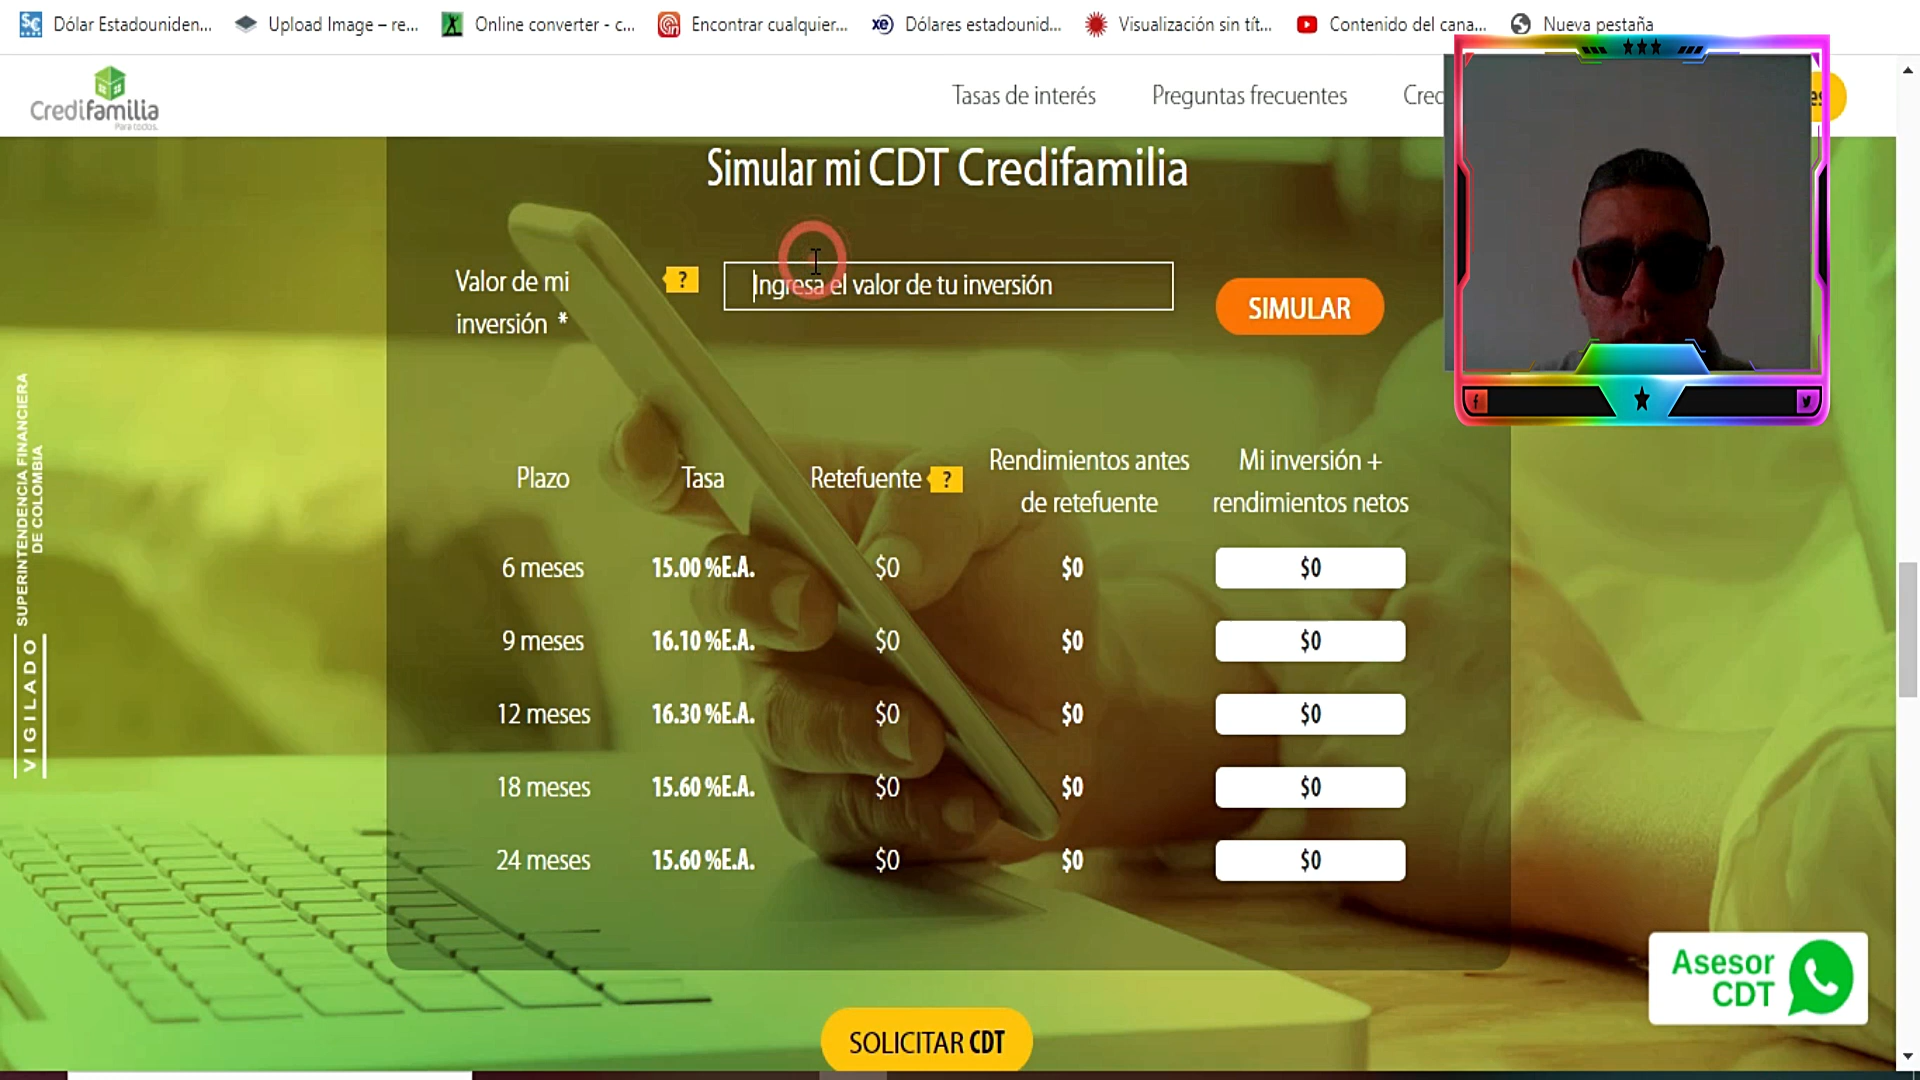 Dólar Estadouniden... Upload Image – re... Online converter - c... Encontrar cualquier... Dólares estadounid... Visualización sin tít... Contenido del cana... Nueva pestaña
Credifamilia
Para todos.
Tasas de interés Preguntas frecuentes Cred
es
Simular mi CDT Credifamilia
Valor de mi
inversión *
?
Ingresa el valor de tu inversión
SIMULAR
Plazo Tasa Retefuente ? Rendimientos antes
de retefuente
Mi inversión +
rendimientos netos
6 meses 15.00 %E.A. $0 $0 $0
9 meses 16.10 %E.A. $0 $0 $0
12 meses 16.30 %E.A. $0 $0 $0
18 meses 15.60 %E.A. $0 $0 $0
24 meses 15.60 %E.A. $0 $0 $0
VIGILADO SUPERINTENDENCIA FINANCIERA
DE COLOMBIA
Asesor
CDT
SOLICITAR CDT